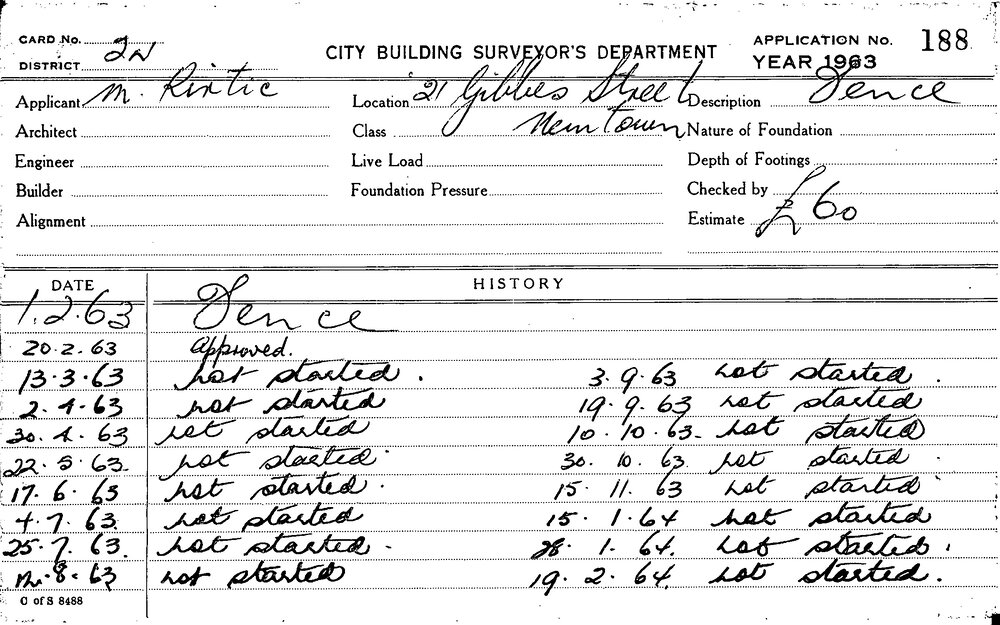 CARD No. 2N
CITY BUILDING SURVEYOR'S DEPARTMENT
APPLICATION No. 188
DISTRICT
YEAR 1963
Applicant M. Rintic Location 21 Gibbes Street Description Fence
Architect Class Newtown Nature of Foundation
Engineer Live Load Depth of Footings
Builder Foundation Pressure Checked by
Alignment Estimate £60
DATE HISTORY
1.2.63 Fence
20.2.63 Approved.
13.3.63 not started. 3.9.63 not started.
2.4.63 not started 19.9.63 not started
30.4.63 not started 10.10.63. not started
22.5.63. not started. 30.10.63. not started.
17.6.63 not started. 15.11.63 not started.
4.7.63. not started 15.1.64 not started
25.7.63. not started. 28.1.64. not started.
12.8.63 not started 19.2.64 not started.
C of S 8488